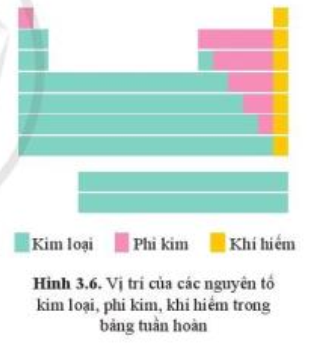 Kim loại Phi kim Khí hiếm
Hình 3.6. Vị trí của các nguyên tố
kim loại, phi kim, khí hiếm trong
bảng tuần hoàn